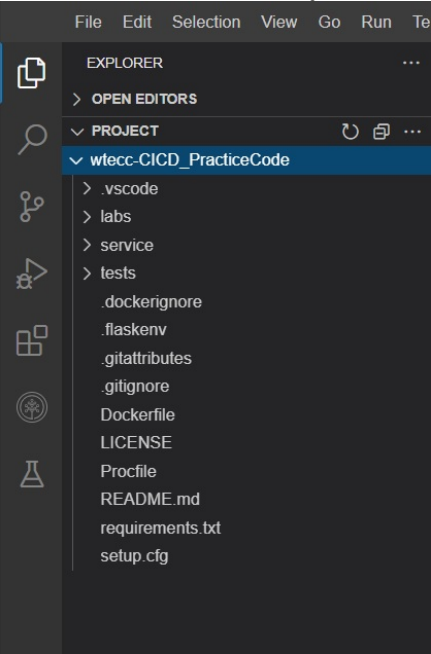 File Edit Selection View Go Run Te
EXPLORER
OPEN EDITORS
PROJECT
wtecc-CICD_PracticeCode
.vscode
labs
service
tests
.dockerignore
.flaskenv
.gitattributes
.gitignore
Dockerfile
LICENSE
Procfile
README.md
requirements.txt
setup.cfg